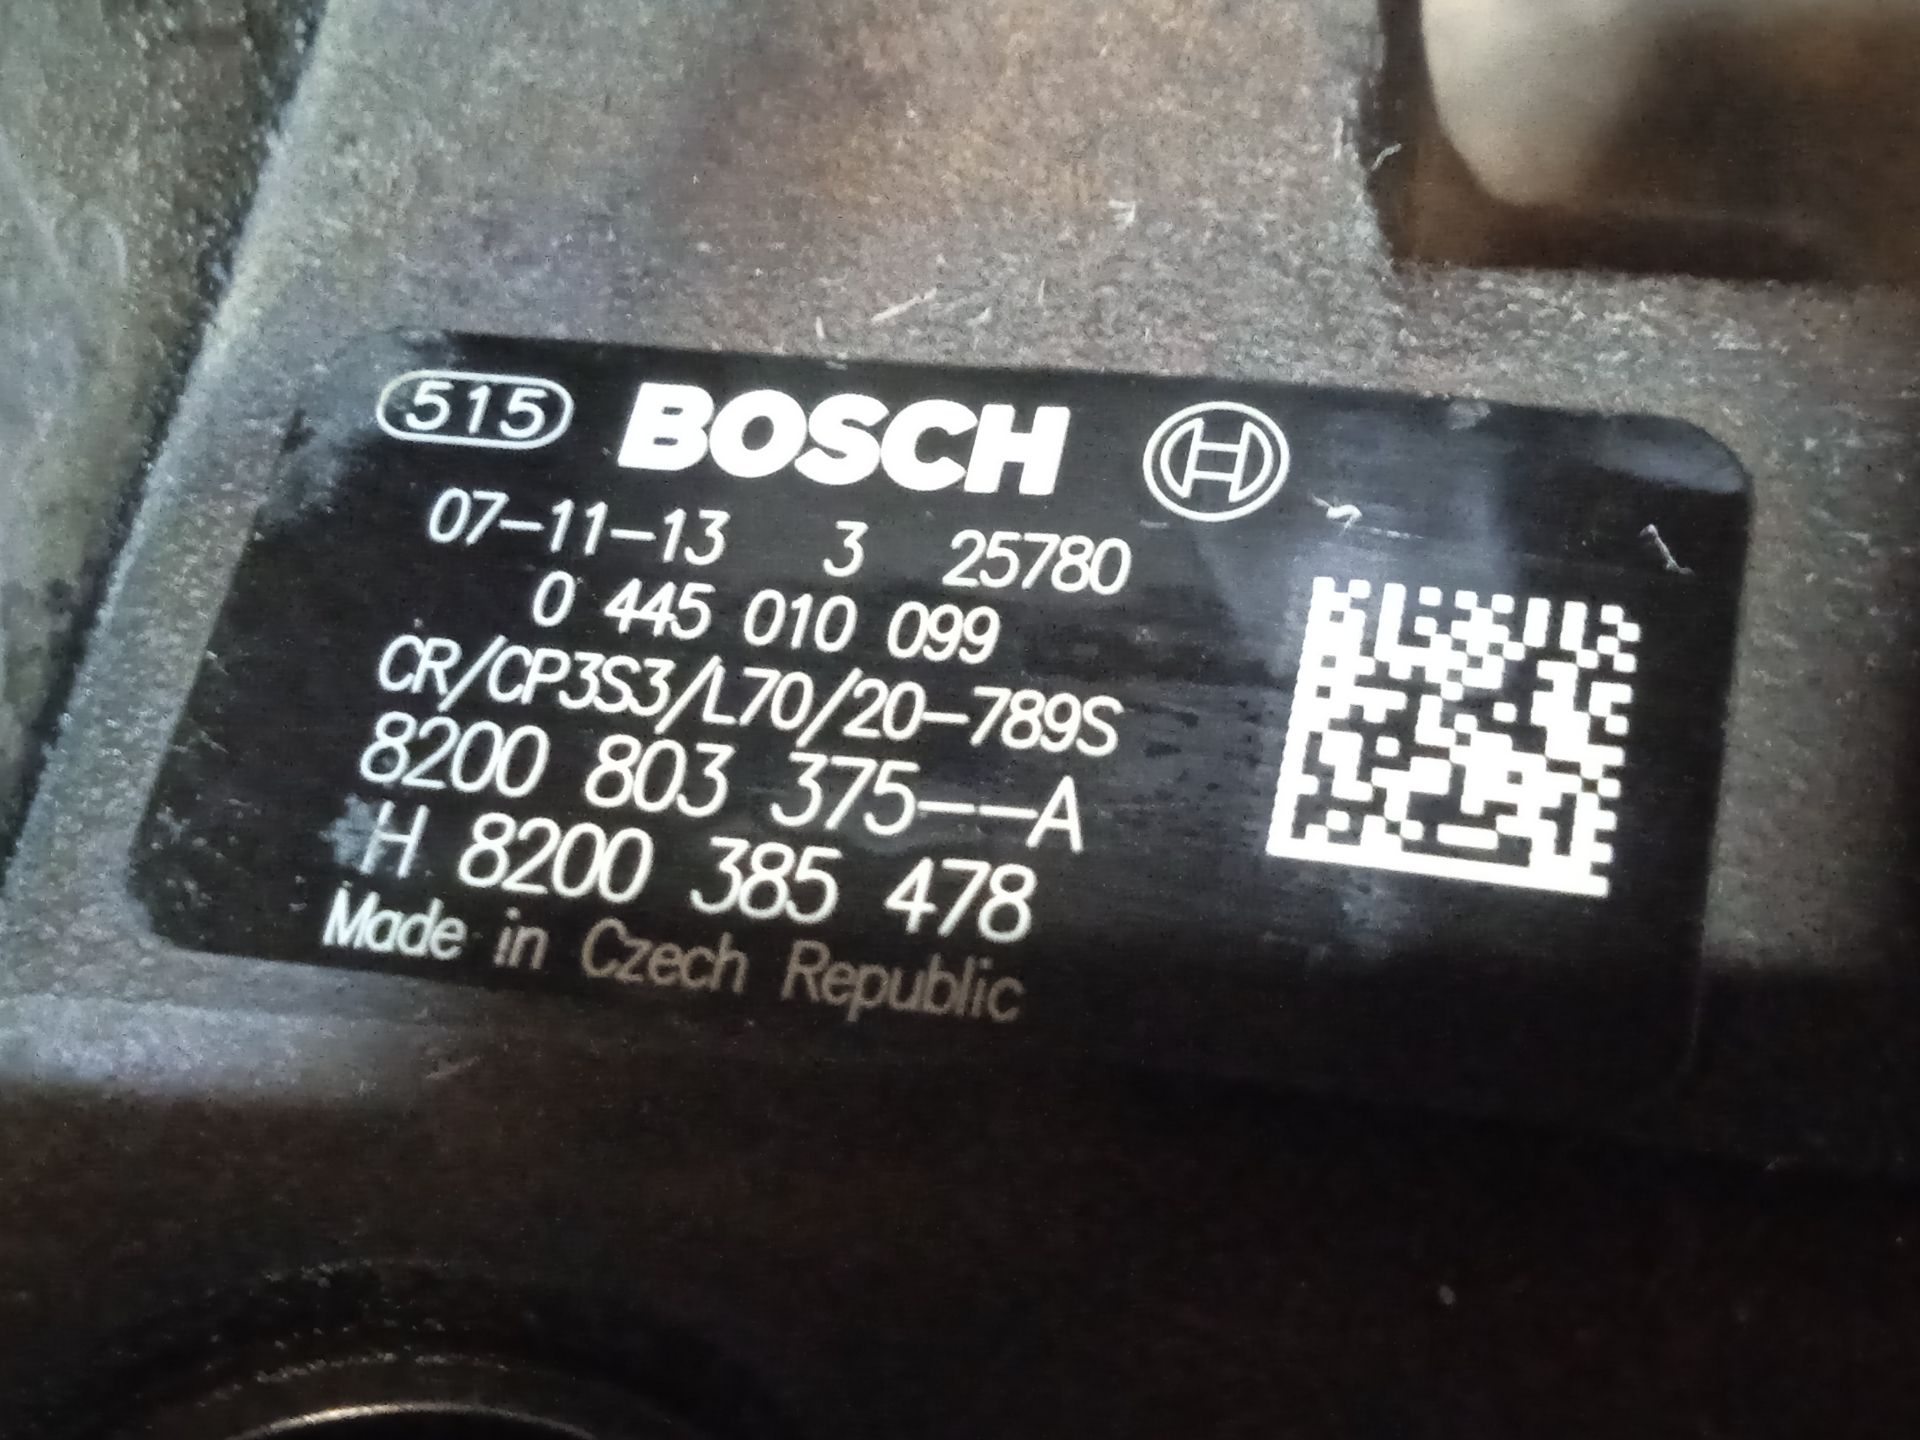 515 BOSCH
07-11-13 3 25780
0 445 010 099
CR/CP3S3/L70/20-789S
8200 803 375--A
H 8200 385 478
Made in Czech Republic